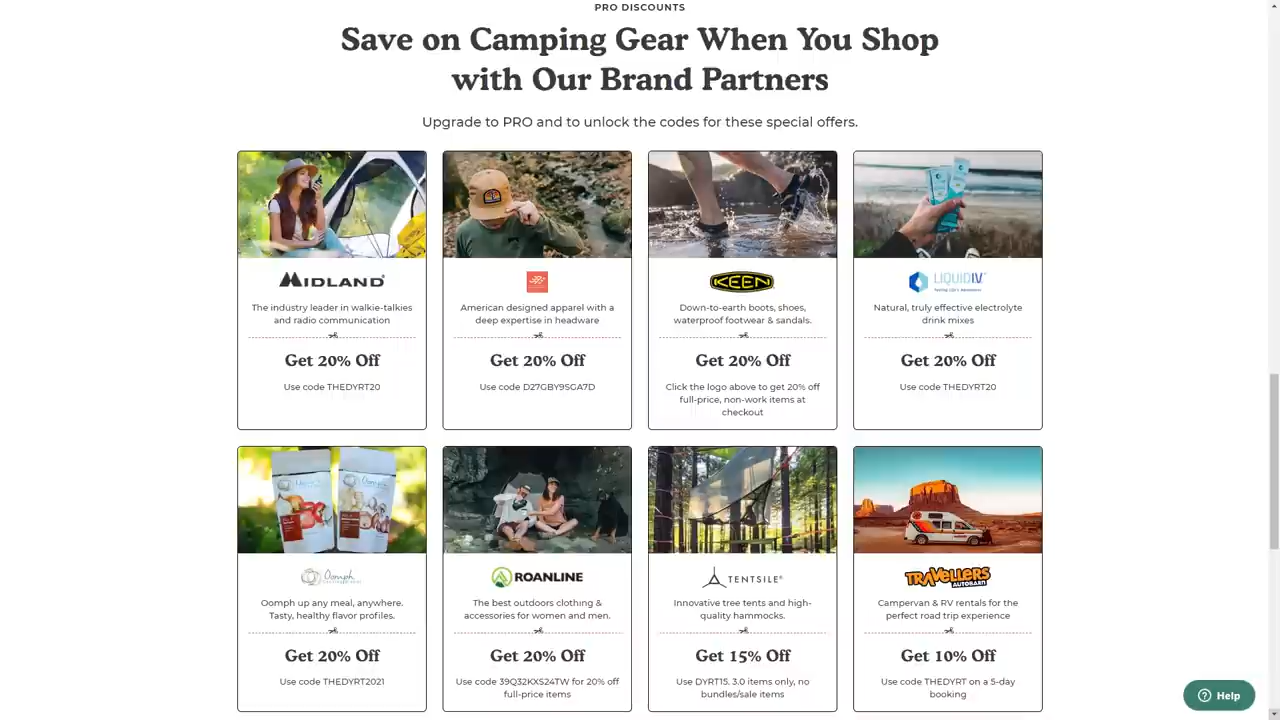 PRO DISCOUNTS
Save on Camping Gear When You Shop
with Our Brand Partners
Upgrade to PRO and to unlock the codes for these special offers.
MIDLAND
The industry leader in walkie-talkies
and radio communication
Get 20% Off
Use code THEDYRT20
American designed apparel with a
deep expertise in headware
Get 20% Off
Use code D27GBY9SGA7D
KEEN
Down-to-earth boots, shoes,
waterproof footwear & sandals.
Get 20% Off
Click the logo above to get 20% off
full-price, non-work items at
checkout
LIQUID I.V.
Natural, truly effective electrolyte
drink mixes
Get 20% Off
Use code THEDYRT20
Oomph
Oomph up any meal, anywhere.
Tasty, healthy flavor profiles.
Get 20% Off
Use code THEDYRT2021
ROANLINE
The best outdoors clothing &
accessories for women and men.
Get 20% Off
Use code 39Q32KXS24TW for 20% off
full-price items
TENTSILE®
Innovative tree tents and high-
quality hammocks.
Get 15% Off
Use DYRT15. 3.0 items only, no
bundles/sale items
TRAVELLERS
AUTOBARN
Campervan & RV rentals for the
perfect road trip experience
Get 10% Off
Use code THEDYRT on a 5-day
booking
Help